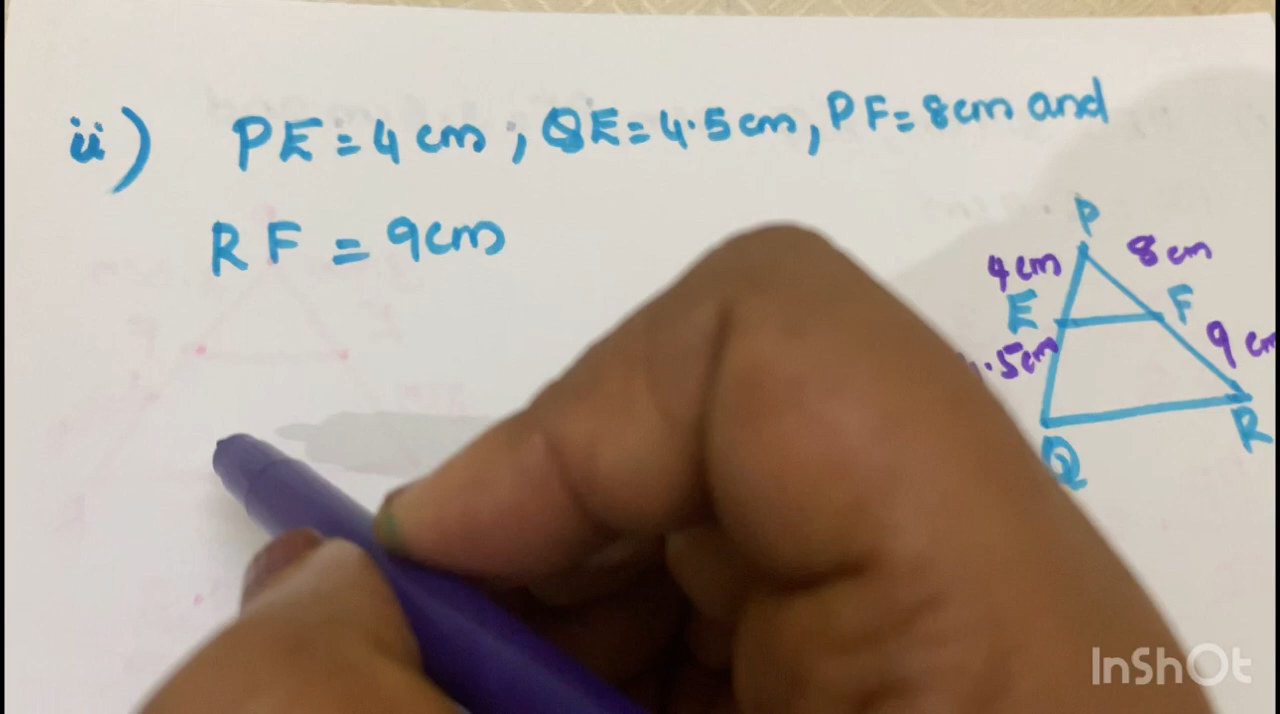 ii) PE = 4 cm ; QE = 4.5 cm, PF = 8 cm and
RF = 9 cm
P
4 cm 8 cm
E F
.5cm 9 cm
R
Q
InShOt